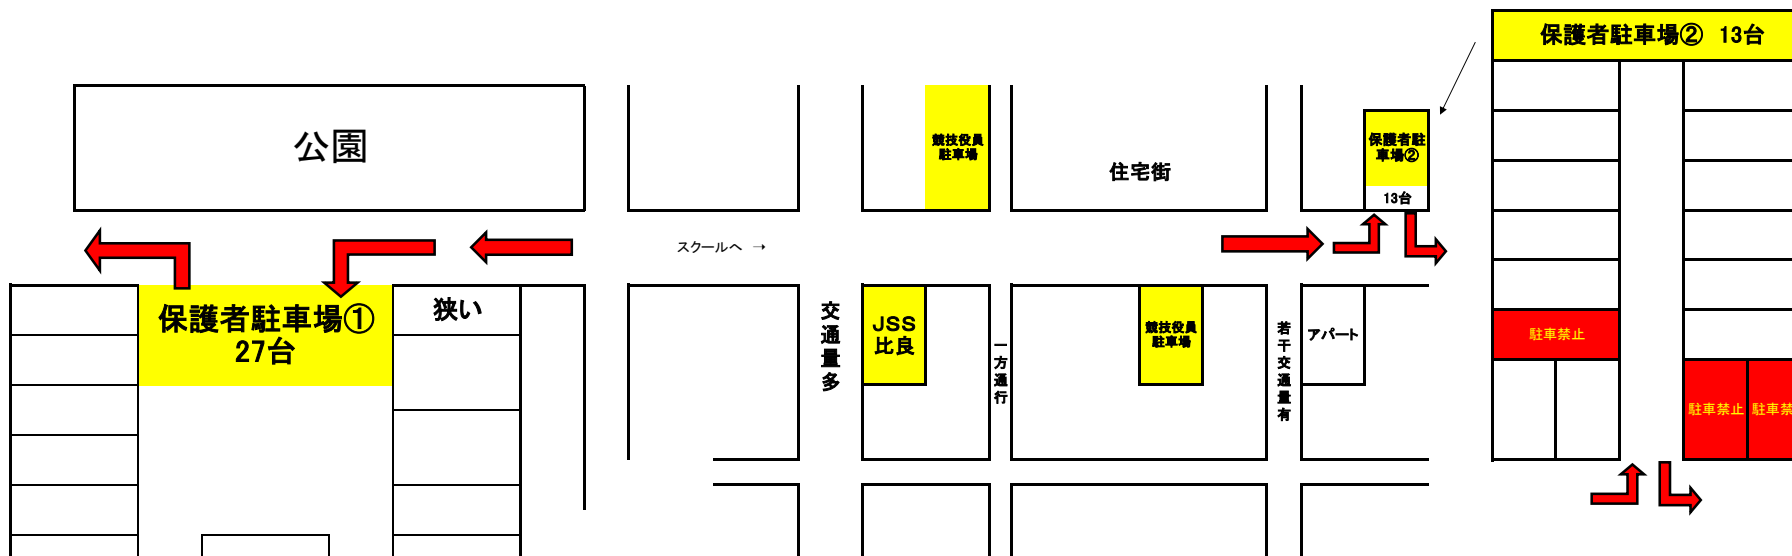 保護者駐車場② 13台
公園
競技役員
駐車場
住宅街
保護者駐
車場②
13台
スクールへ →
保護者駐車場①
27台
狭い
交通量多
JSS
比良
一方通行
競技役員
駐車場
若干交通量有
アパート
駐車禁止
駐車禁止
駐車禁